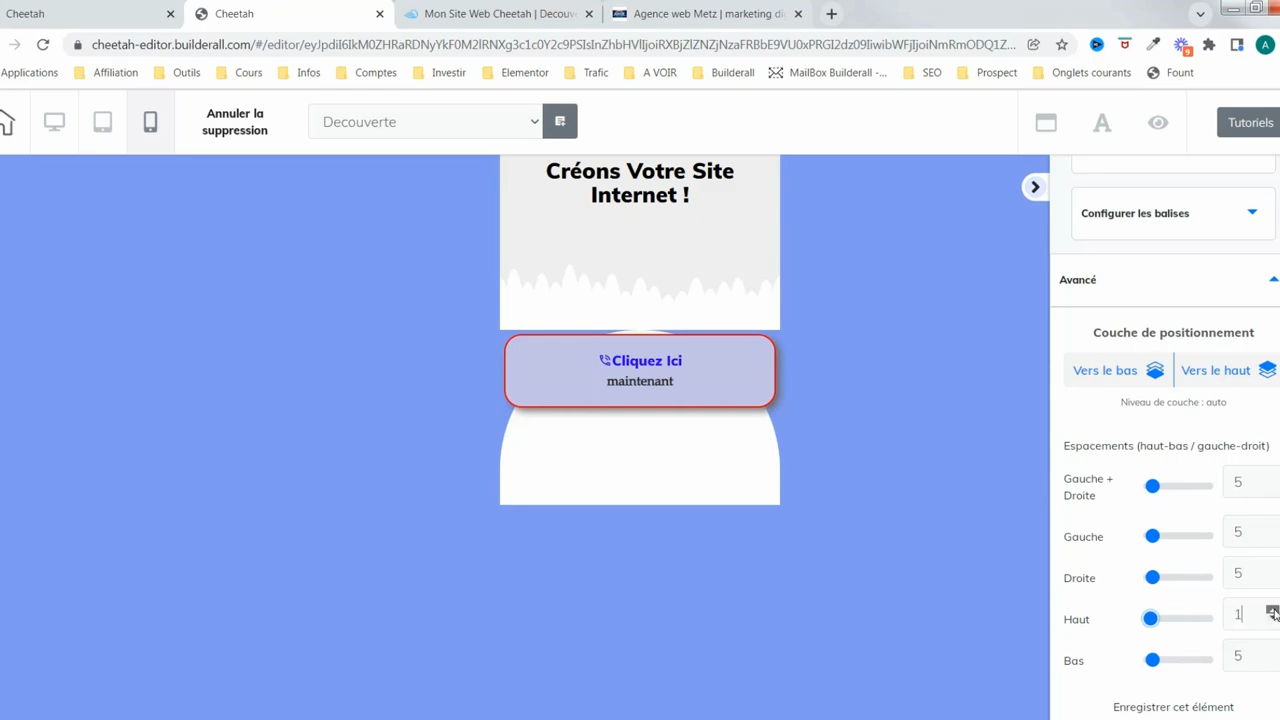 Cheetah
Cheetah
Mon Site Web Cheetah | Decouve
Agence web Metz | marketing di
cheetah-editor.builderall.com/#/editor/
Applications
Affiliation
Outils
Cours
Infos
Comptes
Investir
Elementor
Trafic
A VOIR
Builderall
MailBox Builderall -...
SEO
Prospect
Onglets courants
Fount
9
A
Annuler la
suppression
Decouverte
Tutoriels
Créons Votre Site
Internet !
Cliquez Ici
maintenant
Configurer les balises
Avancé
Couche de positionnement
Vers le bas
Vers le haut
Niveau de couche : auto
Espacements (haut-bas / gauche-droit)
Gauche +
Droite
5
Gauche
5
Droite
5
Haut
1
Bas
5
Enregistrer cet élément